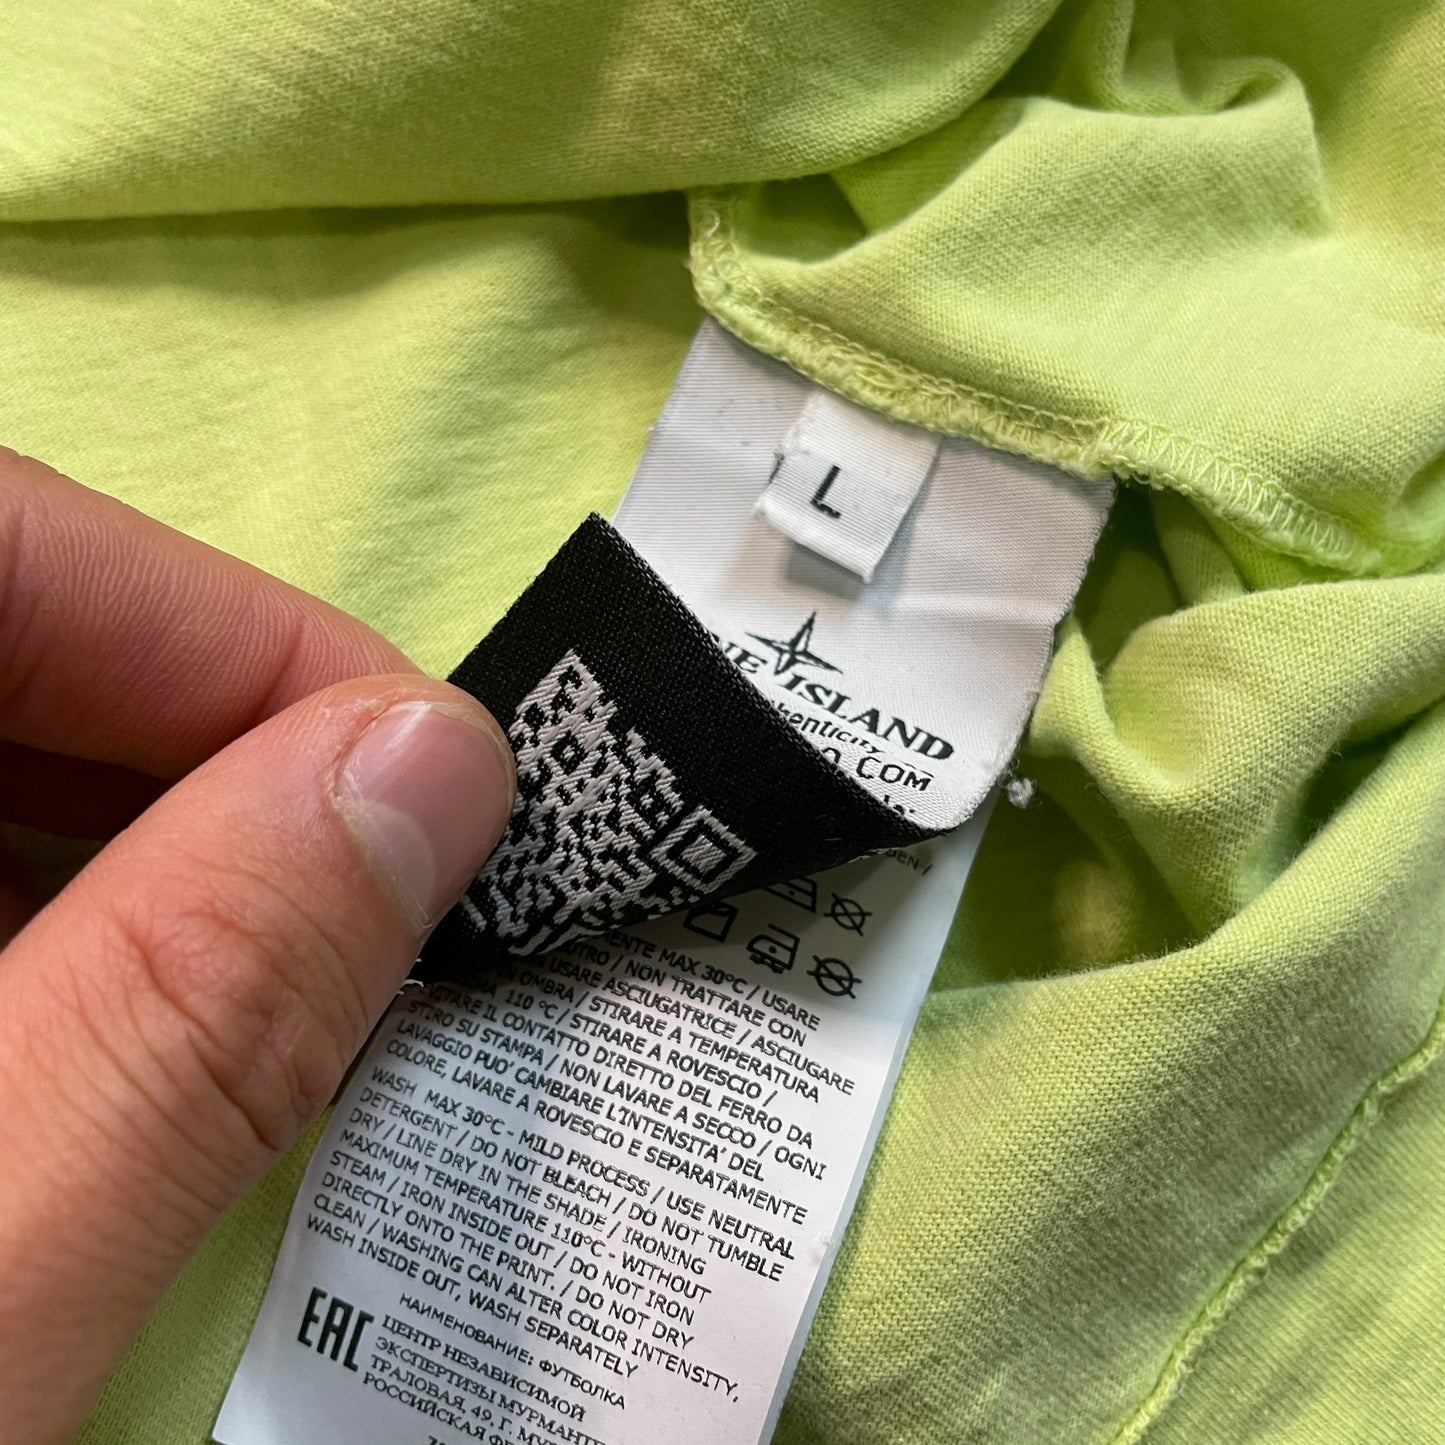 L
ISLAND
.COM
MAX 30°C / USARE
/ NON TRATTARE CON
USARE ASCIUGATRICE / ASCIUGARE
OMBRA / STIRARE A TEMPERATURA
110 °C / STIRARE A ROVESCIO /
IL CONTATTO DIRETTO DEL FERRO DA
STIRO SU STAMPA / NON LAVARE A SECCO / OGNI
LAVAGGIO PUO' CAMBIARE L'INTENSITA' DEL
COLORE, LAVARE A ROVESCIO E SEPARATAMENTE
WASH MAX 30°C - MILD PROCESS / USE NEUTRAL
DETERGENT / DO NOT BLEACH / DO NOT TUMBLE
DRY / LINE DRY IN THE SHADE / IRONING
MAXIMUM TEMPERATURE 110°C - WITHOUT
STEAM / IRON INSIDE OUT / DO NOT IRON
DIRECTLY ONTO THE PRINT. / DO NOT DRY
CLEAN / WASHING CAN ALTER COLOR INTENSITY,
WASH INSIDE OUT, WASH SEPARATELY
EAC
НАИМЕНОВАНИЕ: ФУТБОЛКА
ЦЕНТР НЕЗАВИСИМОЙ
ЭКСПЕРТИЗЫ
ТРАЛОВАЯ, 49, Г.
РОССИЙСКАЯ